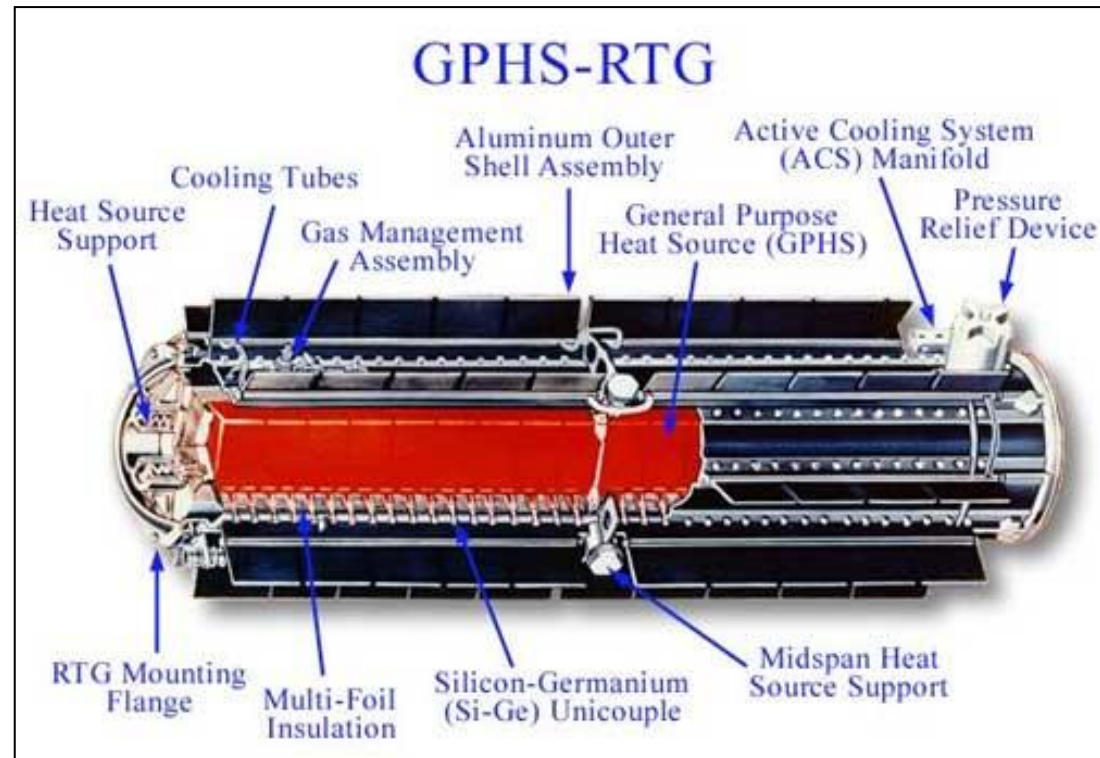 GPHS-RTG
Aluminum Outer
Shell Assembly
Active Cooling System
(ACS) Manifold
Cooling Tubes
Heat Source
Support
Gas Management
Assembly
General Purpose
Heat Source (GPHS)
Pressure
Relief Device
RTG Mounting
Flange
Multi-Foil
Insulation
Silicon-Germanium
(Si-Ge) Unicouple
Midspan Heat
Source Support